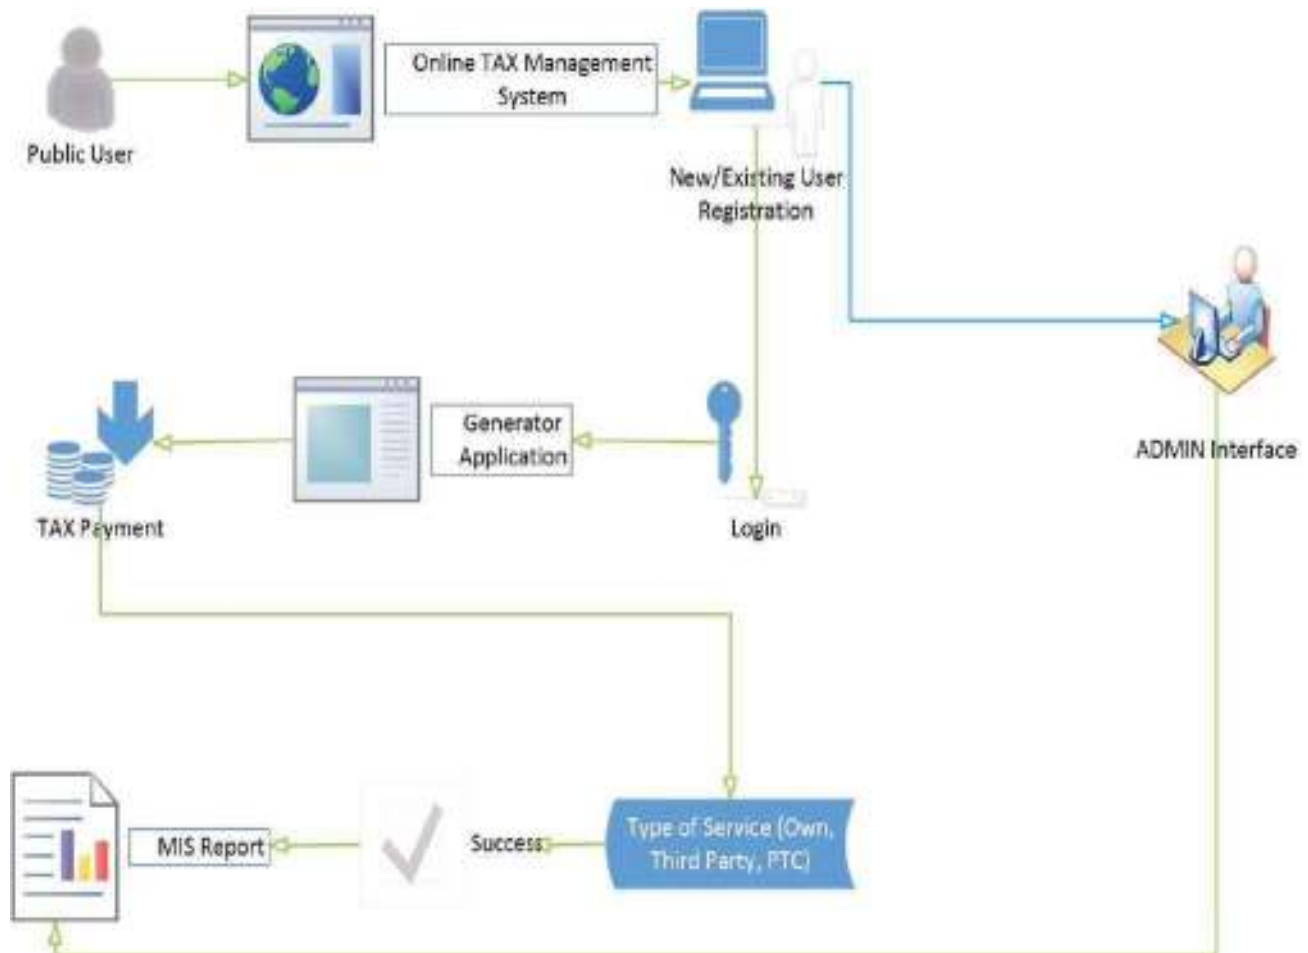 Online TAX Management
System
Public User
New/Existing User
Registration
ADMIN Interface
Generator
Application
TAX Payment
Login
Type of Service (Own,
Third Party, PTC)
Success
MIS Report